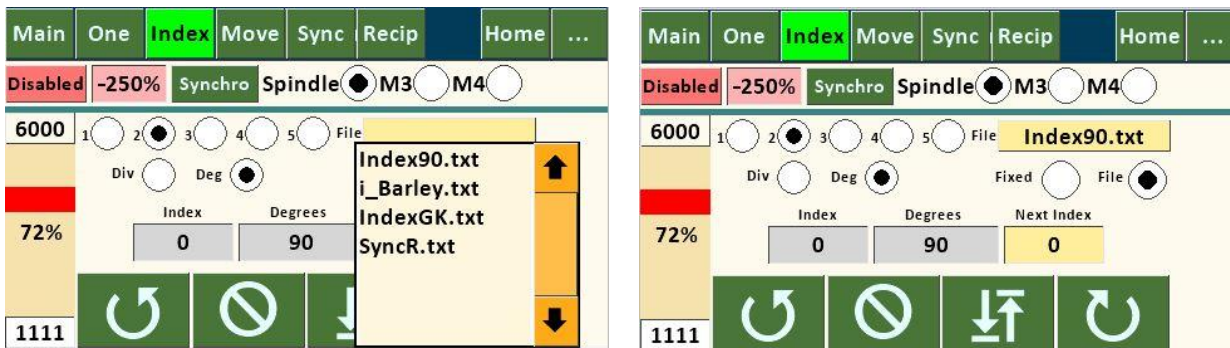 Main One Index Move Sync Recip Home ...
Disabled -250% Synchro Spindle M3 M4
6000 1 2 3 4 5 File
Index90.txt
i_Barley.txt
IndexGK.txt
SyncR.txt
Div Deg
Index Degrees
72% 0 90
1111
Main One Index Move Sync Recip Home ...
Disabled -250% Synchro Spindle M3 M4
6000 1 2 3 4 5 File Index90.txt
Div Deg Fixed File
Index Degrees Next Index
72% 0 90 0
1111